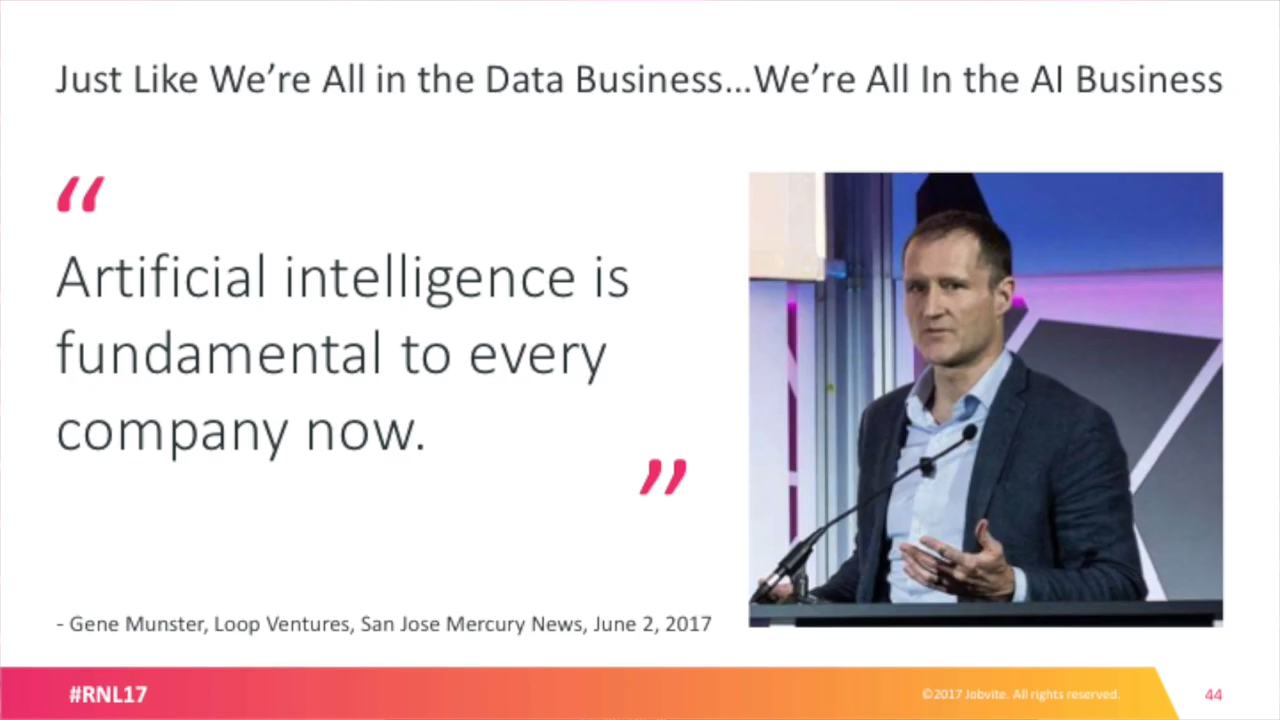 Just Like We’re All in the Data Business...We’re All In the AI Business
“
Artificial intelligence is
fundamental to every
company now.
”
- Gene Munster, Loop Ventures, San Jose Mercury News, June 2, 2017
#RNL17
©2017 Jobvite. All rights reserved.
44